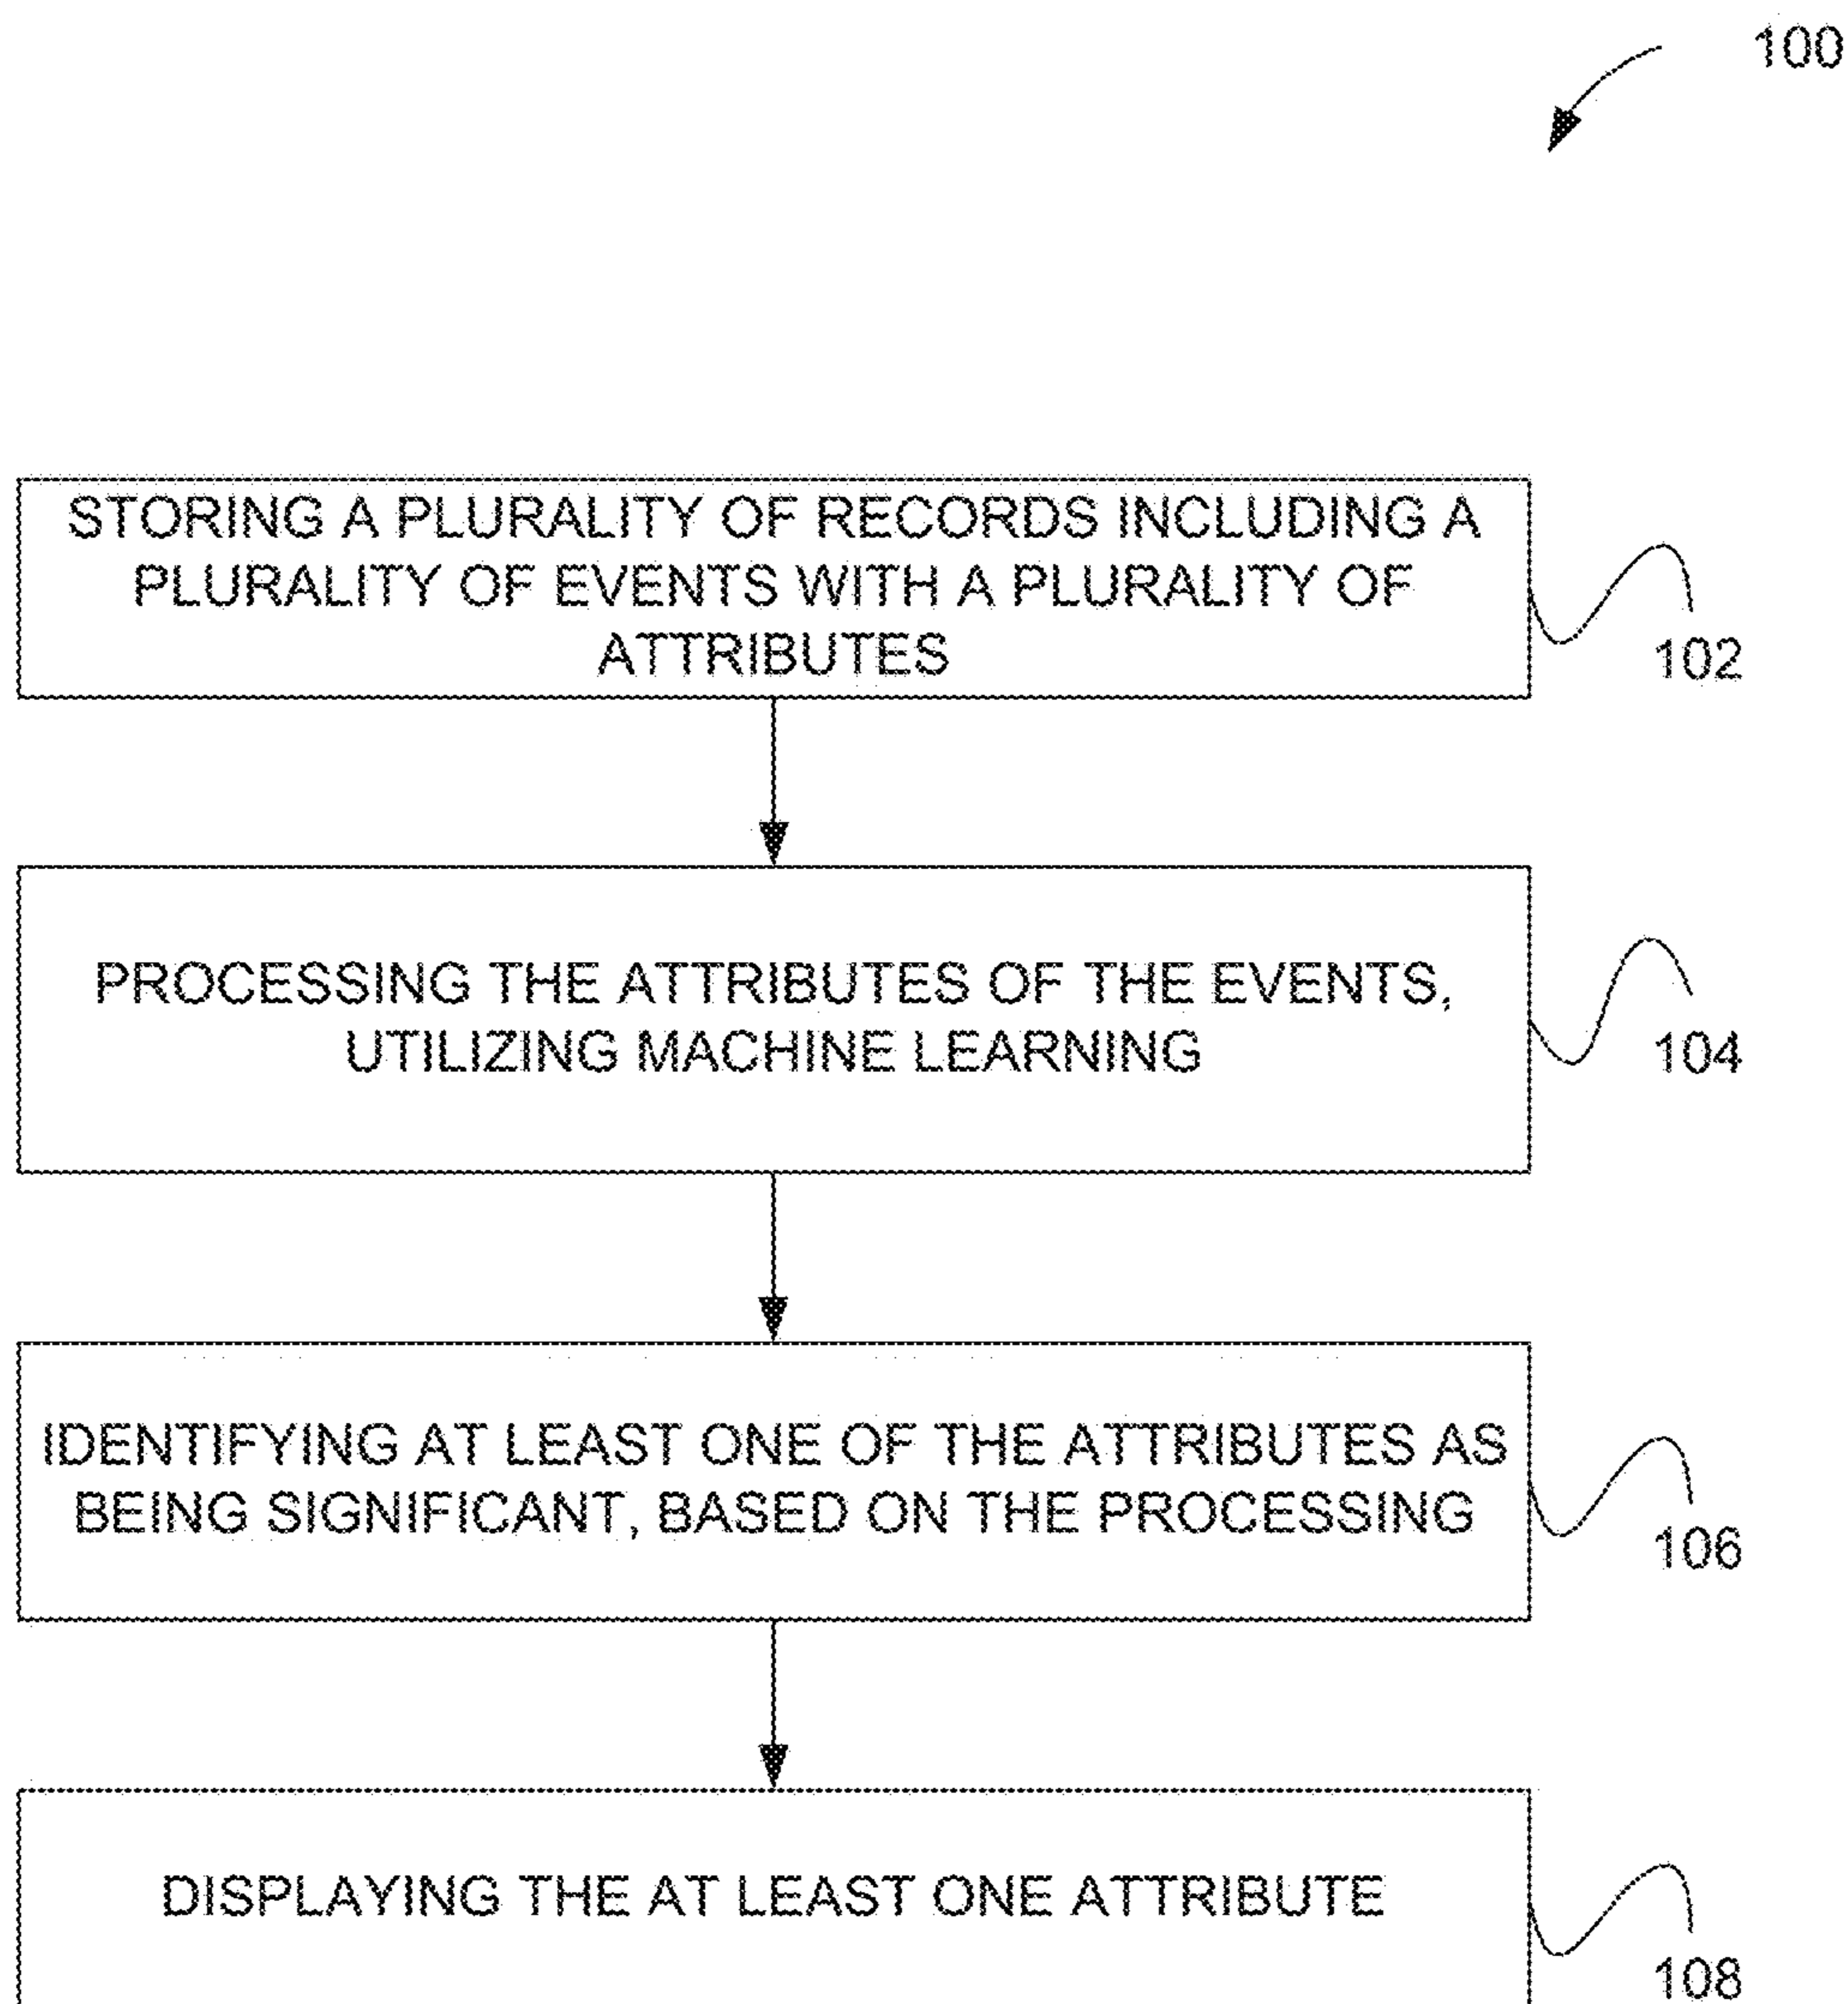 100
STORING A PLURALITY OF RECORDS INCLUDING A
PLURALITY OF EVENTS WITH A PLURALITY OF
ATTRIBUTES
102
PROCESSING THE ATTRIBUTES OF THE EVENTS,
UTILIZING MACHINE LEARNING
104
IDENTIFYING AT LEAST ONE OF THE ATTRIBUTES AS
BEING SIGNIFICANT, BASED ON THE PROCESSING
106
DISPLAYING THE AT LEAST ONE ATTRIBUTE
108